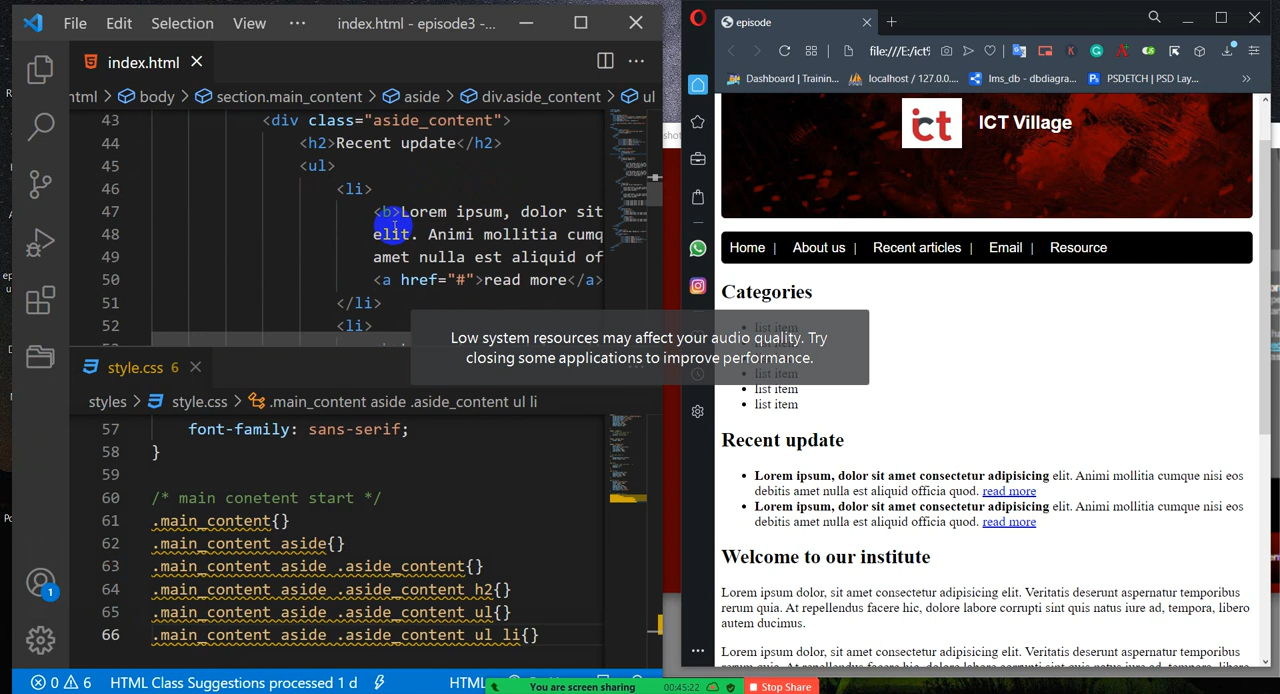 File Edit Selection View ··· index.html - episode3 -...
index.html
html > body > section.main_content > aside > div.aside_content > ul
43 <div class="aside_content">
44 <h2>Recent update</h2>
45 <ul>
46 <li>
47 <b>Lorem ipsum, dolor sit
48 elit. Animi mollitia cumq
49 amet nulla est aliquid of
50 <a href="#">read more</a>
51 </li>
52 <li>
style.css 6
styles > style.css > .main_content aside .aside_content ul li
57 font-family: sans-serif;
58 }
59
60 /* main conetent start */
61 .main_content{}
62 .main_content aside{}
63 .main_content aside .aside_content{}
64 .main_content aside .aside_content h2{}
65 .main_content aside .aside_content ul{}
66 .main_content aside .aside_content ul li{}
1
0 6 HTML Class Suggestions processed 1 d HTML
You are screen sharing 00:45:22 Stop Share
Low system resources may affect your audio quality. Try
closing some applications to improve performance.
episode
file:///E:/ict
Dashboard | Trainin... localhost / 127.0.0.... lms_db - dbdiagra... PSDETCH | PSD Lay... »
ict ICT Village
Home | About us | Recent articles | Email | Resource
Categories
list item
list item
list item
list item
Recent update
Lorem ipsum, dolor sit amet consectetur adipisicing elit. Animi mollitia cumque nisi eos
debitis amet nulla est aliquid officia quod. read more
Lorem ipsum, dolor sit amet consectetur adipisicing elit. Animi mollitia cumque nisi eos
debitis amet nulla est aliquid officia quod. read more
Welcome to our institute
Lorem ipsum dolor, sit amet consectetur adipisicing elit. Veritatis deserunt aspernatur temporibus
rerum quia. At repellendus facere hic, dolore labore corrupti sint quis natus iure ad, tempora, libero
autem ducimus.
Lorem ipsum dolor, sit amet consectetur adipisicing elit. Veritatis deserunt aspernatur temporibus